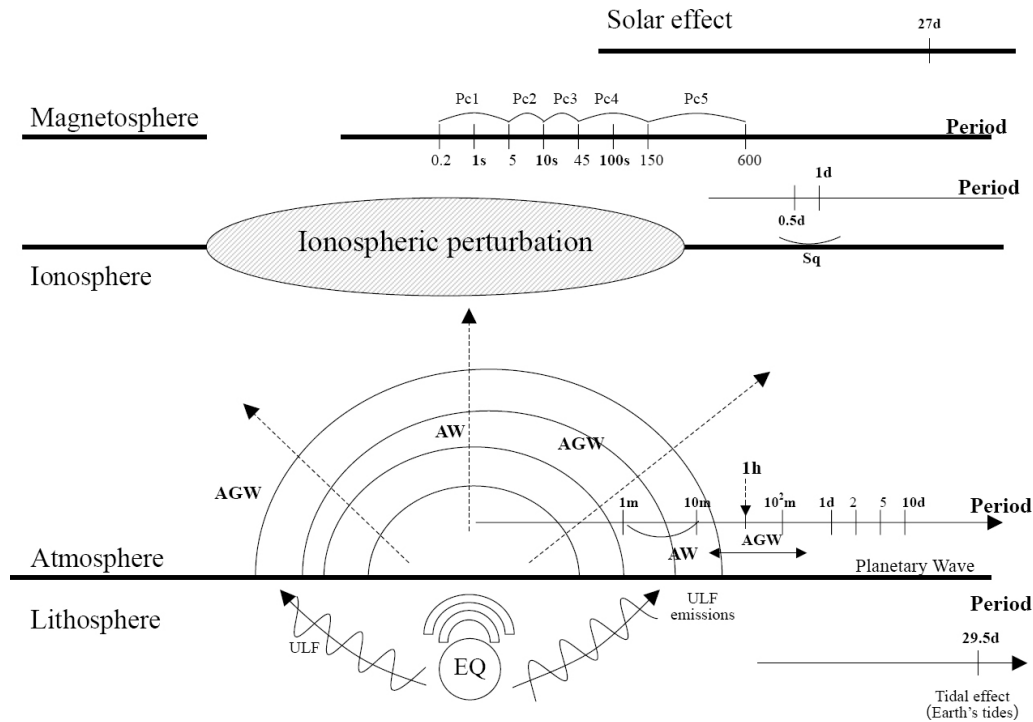 Solar effect
27d
Pc1 Pc2 Pc3 Pc4 Pc5
Magnetosphere
Period
0.2 1s 5 10s 45 100s 150 600
1d
Period
0.5d
Ionospheric perturbation
Sq
Ionosphere
AW
AGW
AGW
1h
1m 10m 10²m 1d 2 5 10d
Period
AW
AGW
Atmosphere
Planetary Wave
Lithosphere
ULF
emissions
Period
ULF
EQ
29.5d
Tidal effect
(Earth's tides)